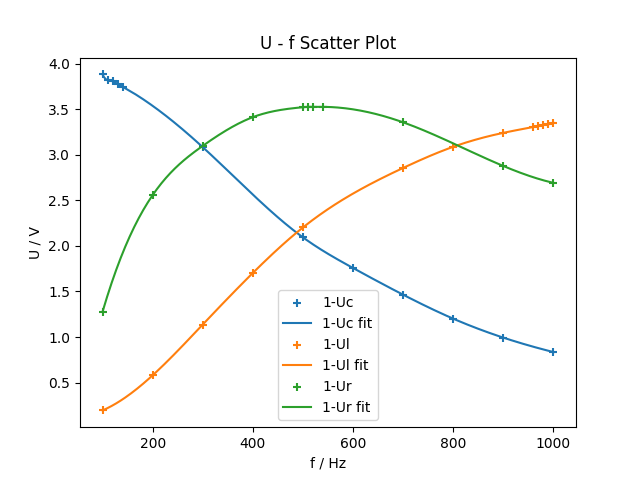 U - f Scatter Plot
U / V
4.0
3.5
3.0
2.5
2.0
1.5
1.0
0.5
1-Uc
1-Uc fit
1-Ul
1-Ul fit
1-Ur
1-Ur fit
200 400 600 800 1000
f / Hz